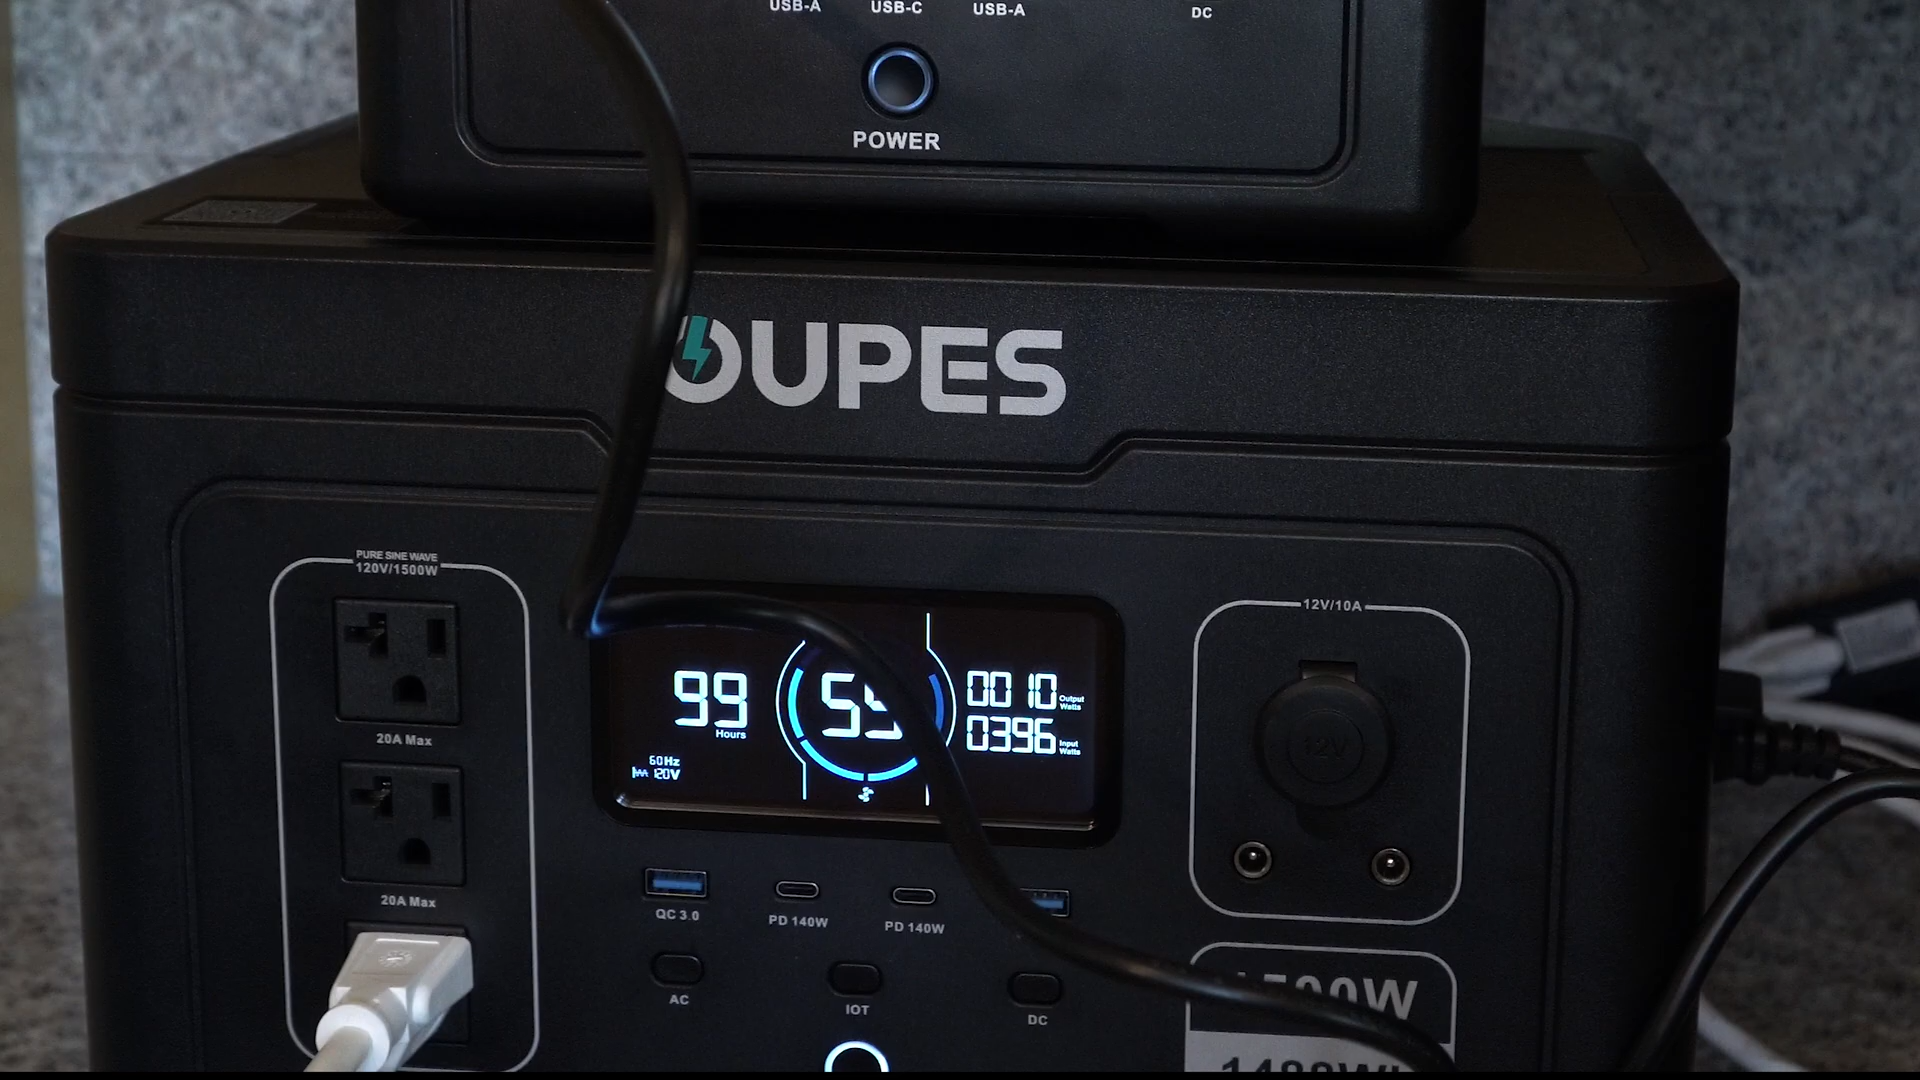 USB-A USB-C USB-A DC
POWER
OUPES
PURE SINE WAVE
120V/1500W
12V/10A
20A Max
12V
99
Hours
0010 Output Watts
0396 Input Watts
60Hz
120V
20A Max
QC 3.0
PD 140W
PD 140W
AC
IOT
DC